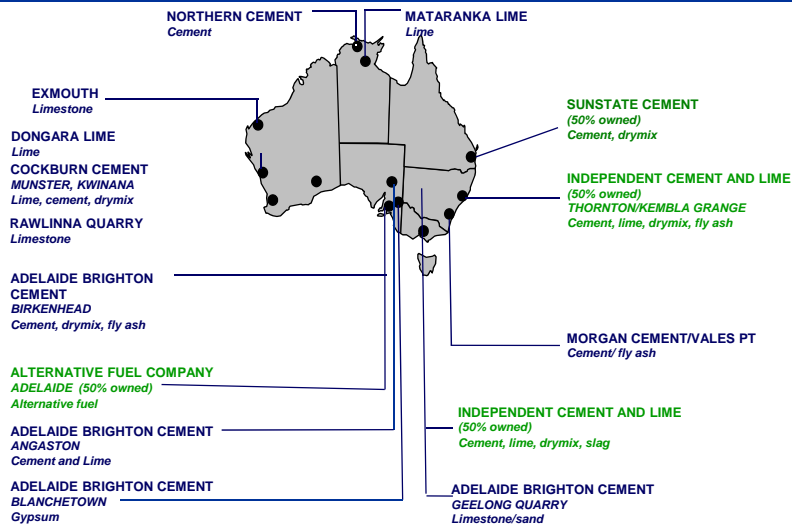 NORTHERN CEMENT
Cement
MATARANKA LIME
Lime
EXMOUTH
Limestone
DONGARA LIME
Lime
COCKBURN CEMENT
MUNSTER, KWINANA
Lime, cement, drymix
RAWLINNA QUARRY
Limestone
ADELAIDE BRIGHTON
CEMENT
BIRKENHEAD
Cement, drymix, fly ash
ALTERNATIVE FUEL COMPANY
ADELAIDE (50% owned)
Alternative fuel
ADELAIDE BRIGHTON CEMENT
ANGASTON
Cement and Lime
ADELAIDE BRIGHTON CEMENT
BLANCHETOWN
Gypsum
SUNSTATE CEMENT
(50% owned)
Cement, drymix
INDEPENDENT CEMENT AND LIME
(50% owned)
THORNTON/KEMBLA GRANGE
Cement, lime, drymix, fly ash
MORGAN CEMENT/VALES PT
Cement/ fly ash
INDEPENDENT CEMENT AND LIME
(50% owned)
Cement, lime, drymix, slag
ADELAIDE BRIGHTON CEMENT
GEELONG QUARRY
Limestone/sand